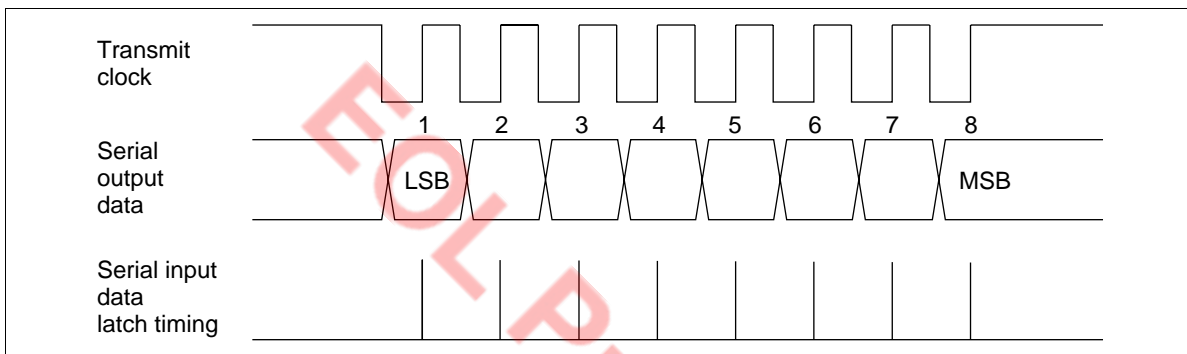 Transmit
clock
1 2 3 4 5 6 7 8
Serial
output
data
LSB
MSB
Serial input
data
latch timing
EOL P